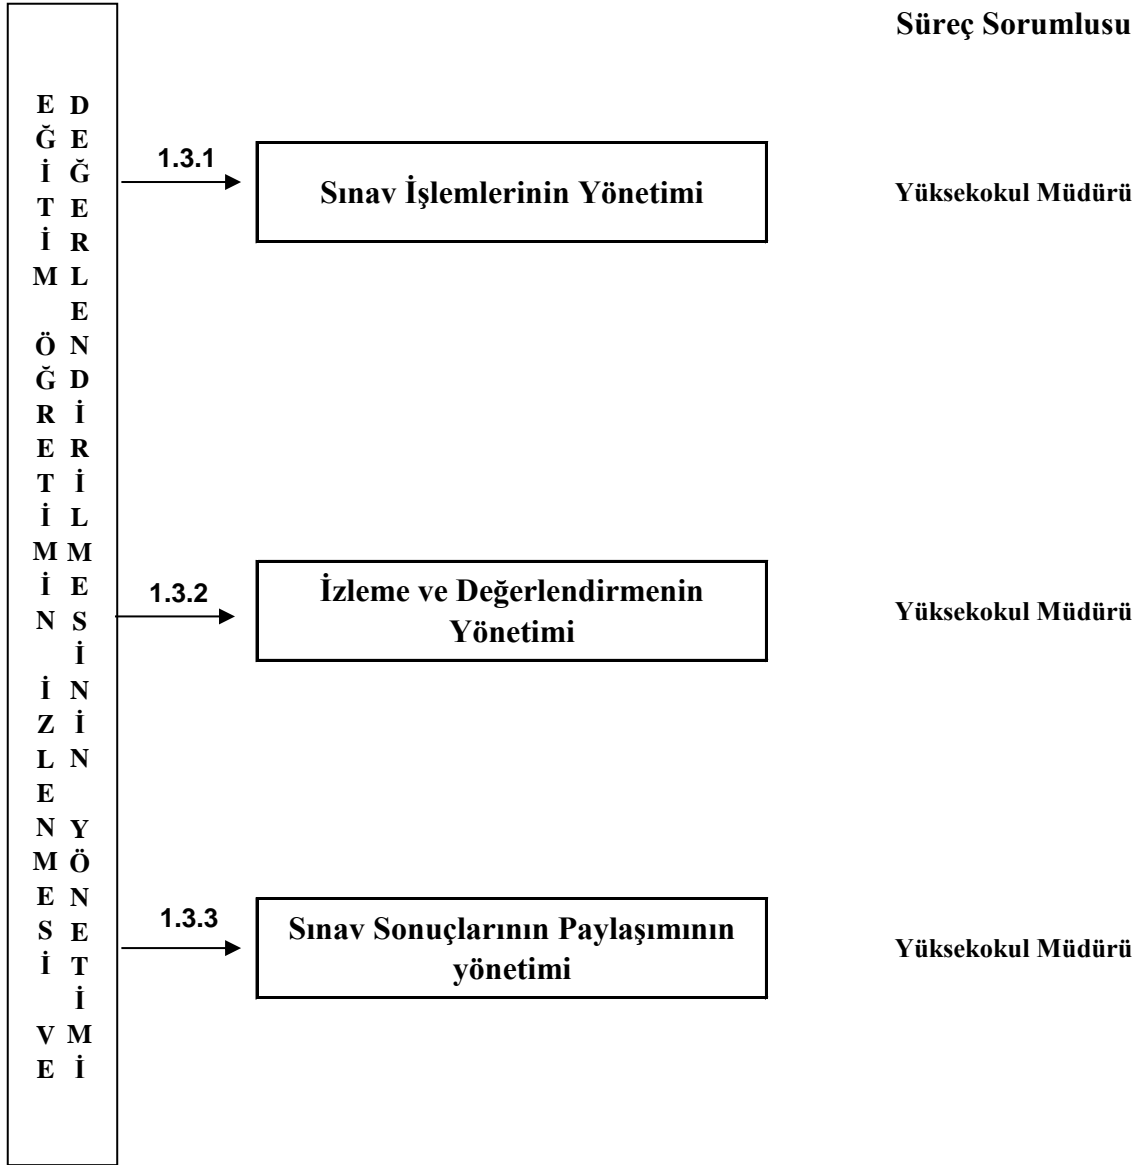 Süreç Sorumlusu
EĞİTİM ÖĞRETİMİN İZLENMESİ VE
DEĞERLENDİRİLMESİNİN YÖNETİMİ
1.3.1
Sınav İşlemlerinin Yönetimi
Yüksekokul Müdürü
1.3.2
İzleme ve Değerlendirmenin
Yönetimi
Yüksekokul Müdürü
1.3.3
Sınav Sonuçlarının Paylaşımının
yönetimi
Yüksekokul Müdürü